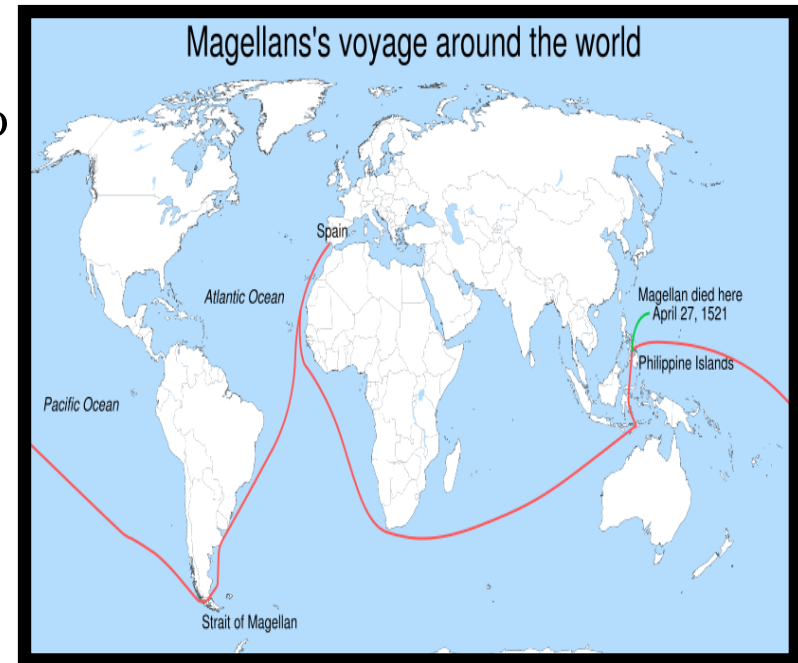 Magellans's voyage around the world
Spain
Atlantic Ocean
Magellan died here
April 27, 1521
Philippine Islands
Pacific Ocean
Strait of Magellan